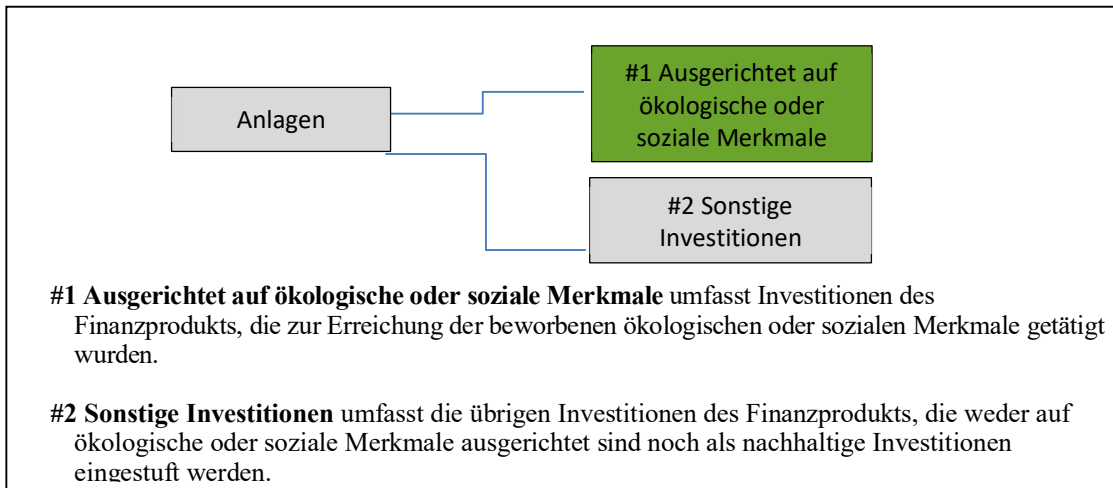 #1 Ausgerichtet auf
ökologische oder
soziale Merkmale
Anlagen
#2 Sonstige
Investitionen
#1 Ausgerichtet auf ökologische oder soziale Merkmale umfasst Investitionen des
Finanzprodukts, die zur Erreichung der beworbenen ökologischen oder sozialen Merkmale getätigt
wurden.
#2 Sonstige Investitionen umfasst die übrigen Investitionen des Finanzprodukts, die weder auf
ökologische oder soziale Merkmale ausgerichtet sind noch als nachhaltige Investitionen
eingestuft werden.